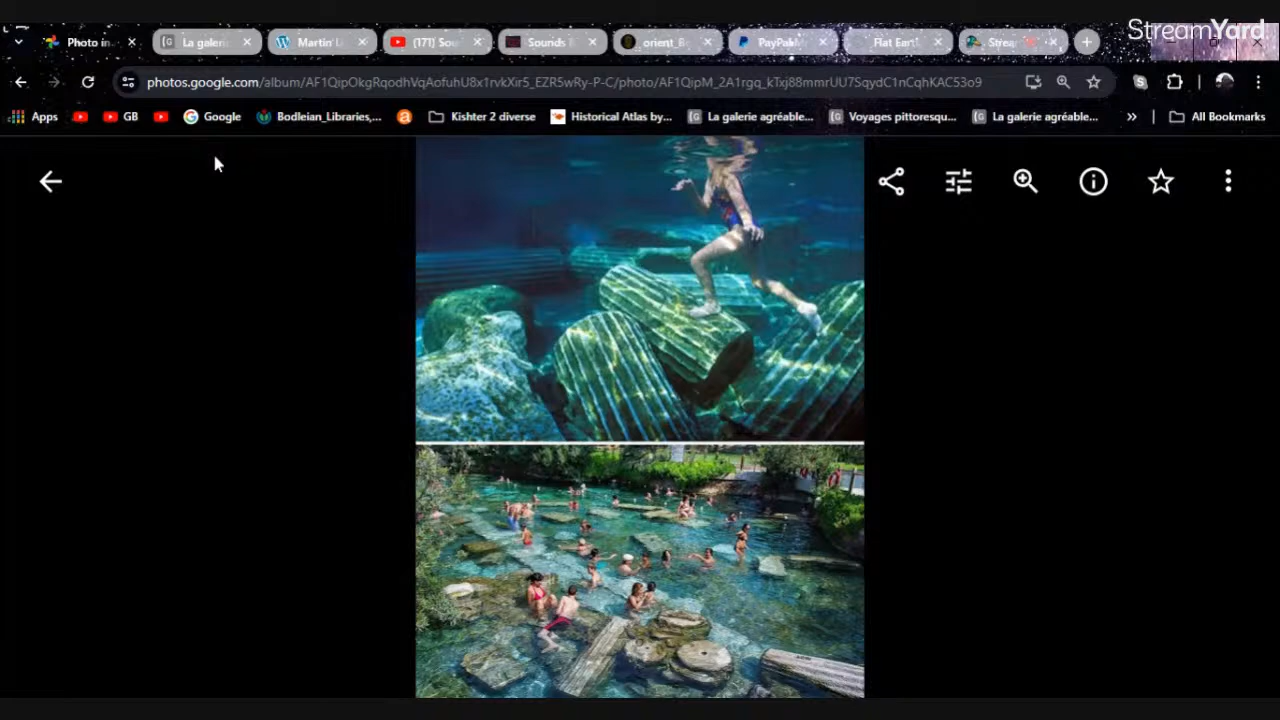 StreamYard
Photo in
La galeri
Martin L
(171) Sou
Sounds
orient_
PayPal
Flat Eart
Strea
photos.google.com/album/AF1QipOkgRqodhVqAofuhU8x1rvkXir5_EZR5wRy-P-C/photo/AF1QipM_2A1rgq_kTxj88mmrUU7SqydC1nCqhKAC53o9
Apps
GB
Google
Bodleian_Libraries,...
Kishter 2 diverse
Historical Atlas by...
La galerie agréable...
Voyages pittoresqu...
La galerie agréable...
All Bookmarks